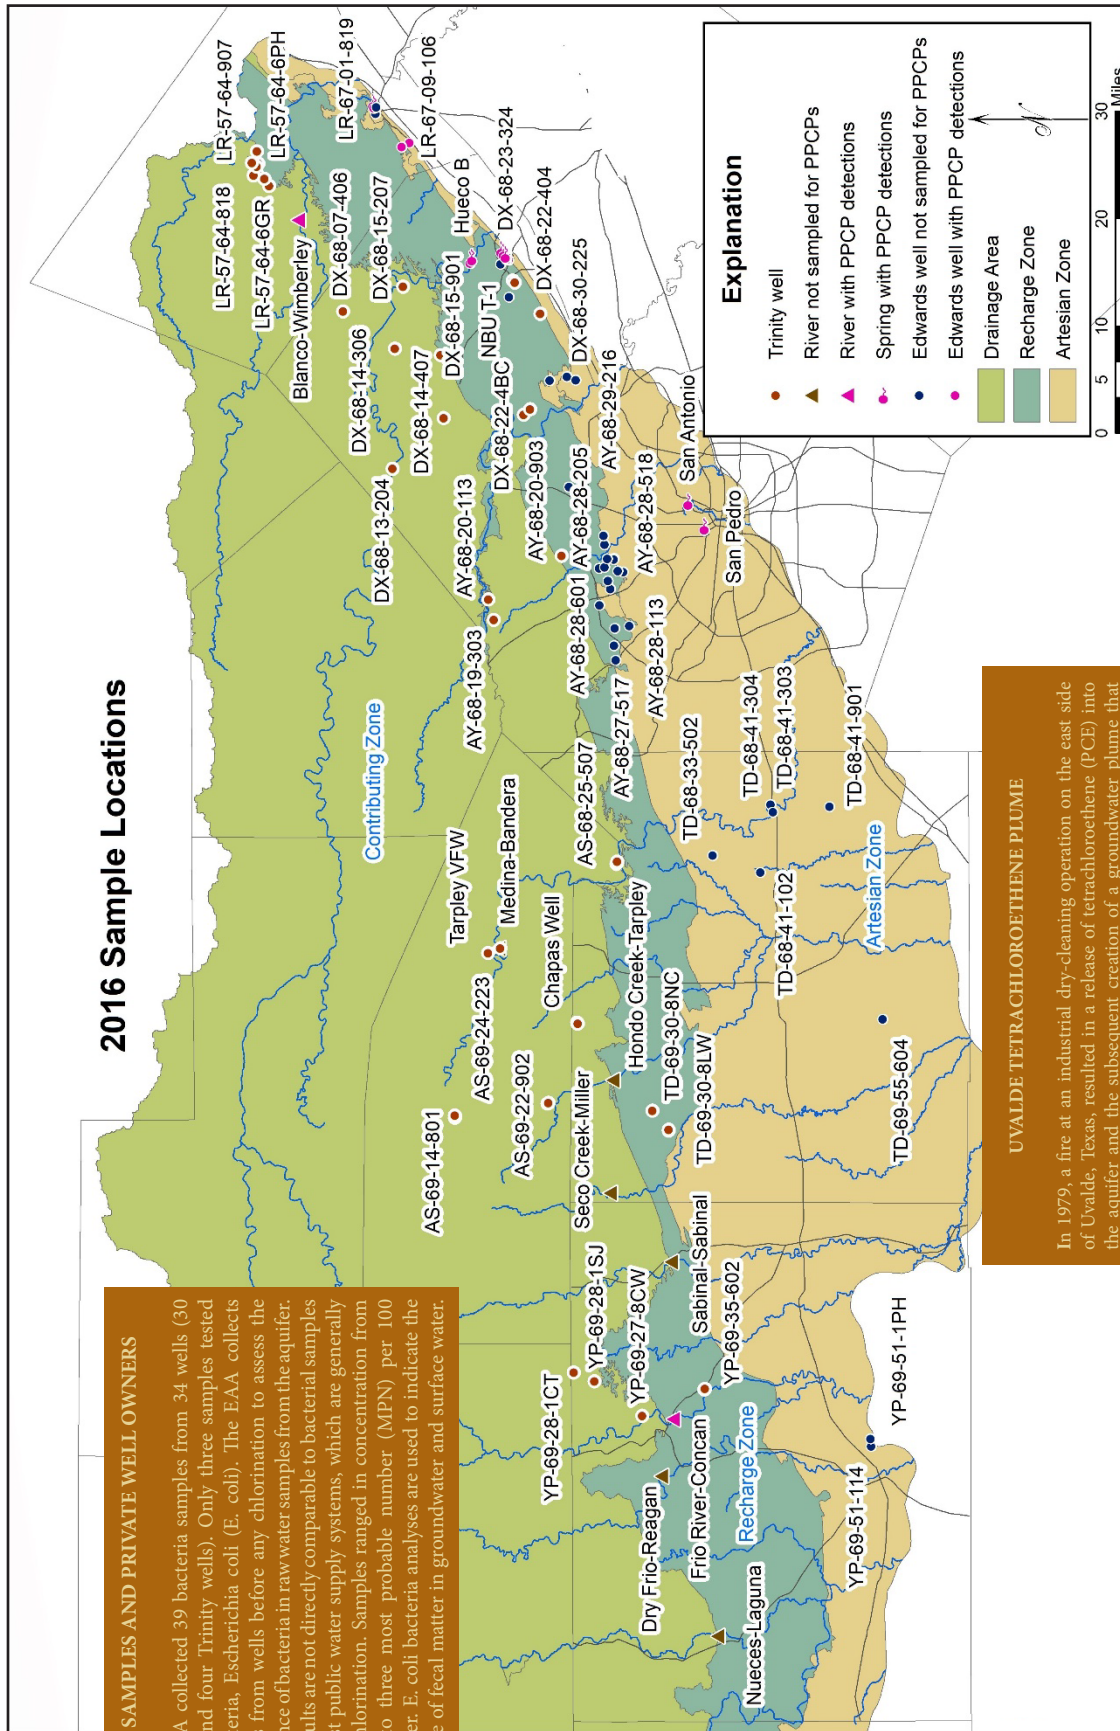 2016 Sample Locations
SAMPLES AND PRIVATE WELL OWNERS
A collected 39 bacteria samples from 34 wells (30
nd four Trinity wells). Only three samples tested
teria, Escherichia coli (E. coli). The EAA collects
s from wells before any chlorination to assess the
nce of bacteria in raw water samples from the aquifer.
ults are not directly comparable to bacterial samples
st public water supply systems, which are generally
hlorination. Samples ranged in concentration from
o three most probable number (MPN) per 100
er. E. coli bacteria analyses are used to indicate the
e of fecal matter in groundwater and surface water.
Contributing Zone
LR-57-64-907
LR-57-64-6PH
LR-57-64-818
LR-57-64-6GR
LR-67-01-819
LR-67-09-106
Blanco-Wimberley
DX-68-07-406
DX-68-15-207
Hueco B
DX-68-23-324
DX-68-22-404
DX-68-14-306
DX-68-15-901
NBU T-1
DX-68-30-225
DX-68-14-407
DX-68-22-4BC
AY-68-29-216
DX-68-13-204
AY-68-20-113
AY-68-20-903
AY-68-28-205
AY-68-28-518
San Antonio
San Pedro
AY-68-19-303
AY-68-28-601
AY-68-28-113
AY-68-27-517
Tarpley VFW
Medina-Bandera
AS-68-25-507
TD-68-33-502
TD-68-41-304
TD-68-41-303
TD-68-41-901
AS-69-24-223
Chapas Well
Hondo Creek-Tarpley
TD-68-41-102
Artesian Zone
AS-69-14-801
AS-69-22-902
Seco Creek-Miller
TD-69-30-8NC
TD-69-30-8LW
TD-69-55-604
YP-69-28-1SJ
YP-69-28-1CT
YP-69-27-8CW
Sabinal-Sabinal
YP-69-35-602
YP-69-51-1PH
Dry Frio-Reagan
Frio River-Concan
Recharge Zone
YP-69-51-114
Nueces-Laguna
Explanation
Trinity well
River not sampled for PPCPs
River with PPCP detections
Spring with PPCP detections
Edwards well not sampled for PPCPs
Edwards well with PPCP detections
Drainage Area
Recharge Zone
Artesian Zone
N
0 5 10 20 30
Miles
UVALDE TETRACHLOROETHENE PLUME
In 1979, a fire at an industrial dry-cleaning operation on the east side
of Uvalde, Texas, resulted in a release of tetrachloroethene (PCE) into
the aquifer and the subsequent creation of a groundwater plume that